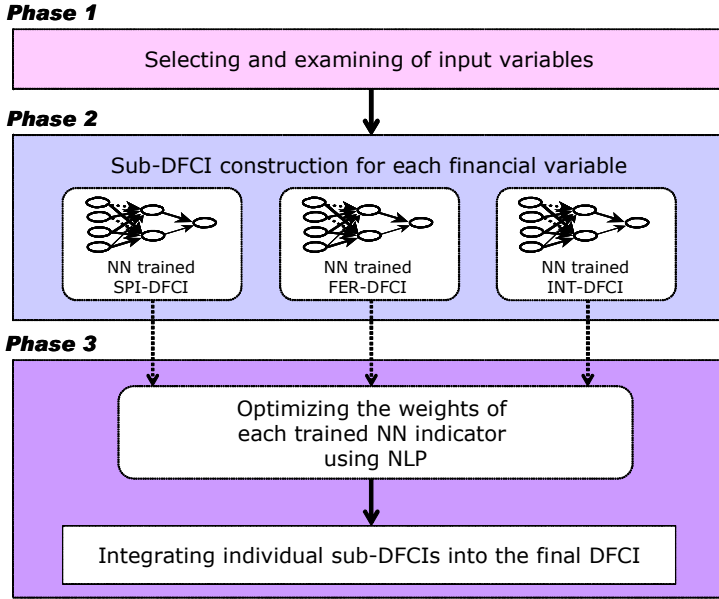 Phase 1
Selecting and examining of input variables
Phase 2
Sub-DFCI construction for each financial variable
NN trained
SPI-DFCI
NN trained
FER-DFCI
NN trained
INT-DFCI
Phase 3
Optimizing the weights of
each trained NN indicator
using NLP
Integrating individual sub-DFCIs into the final DFCI